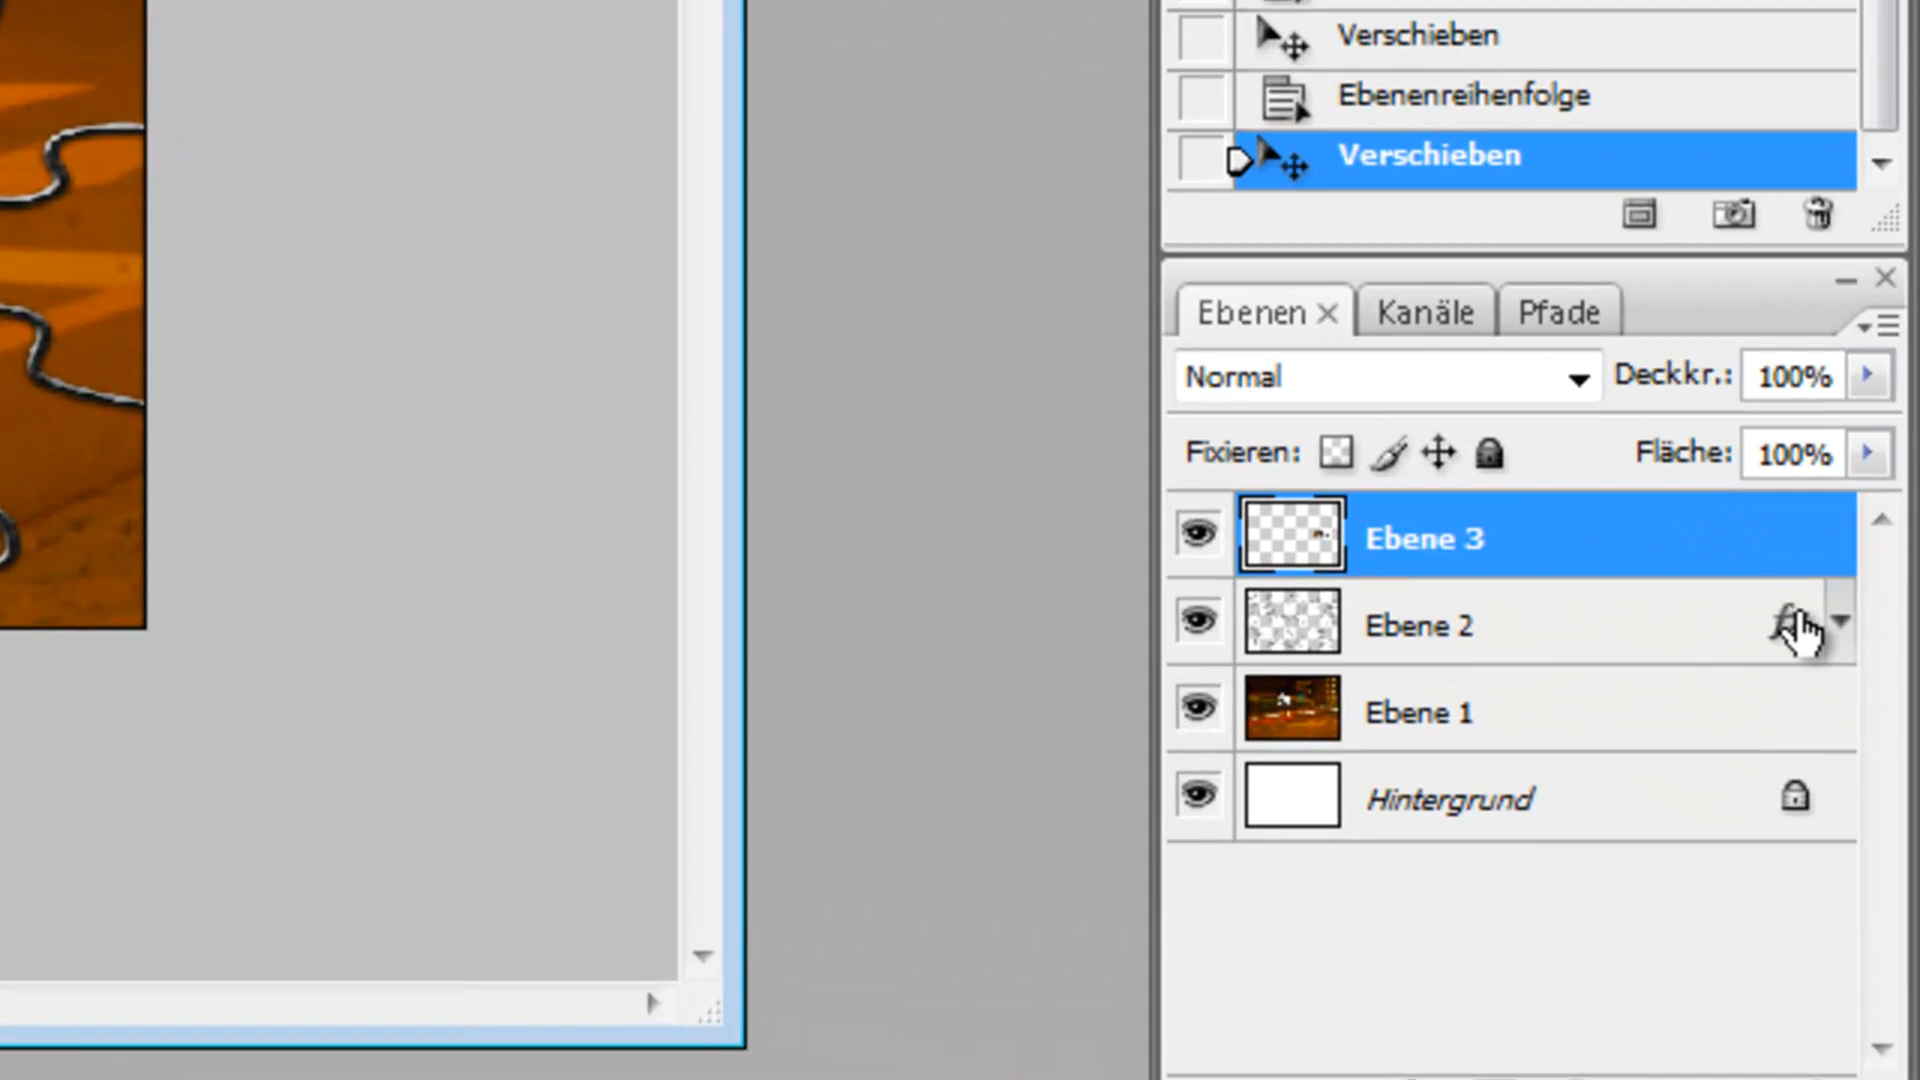 Verschieben
Ebenenreihenfolge
Verschieben
Ebenen Kanäle Pfade
Normal Deckkr.: 100%
Fixieren: Fläche: 100%
Ebene 3
Ebene 2
Ebene 1
Hintergrund